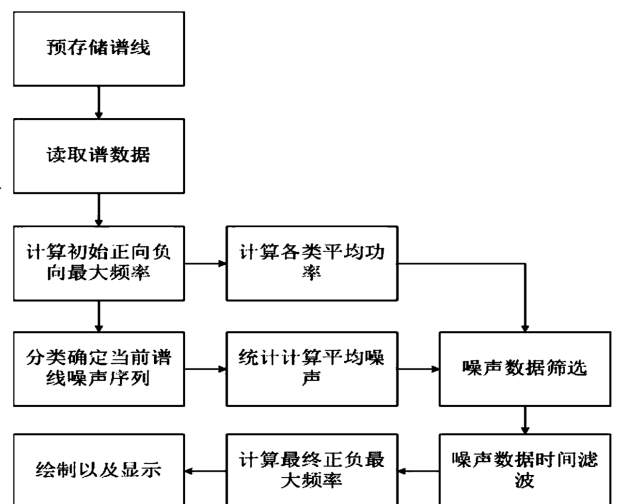 预存储谱线
读取谱数据
计算初始正向负
向最大频率
计算各类平均功
率
分类确定当前谱
线噪声序列
统计计算平均噪
声
噪声数据筛选
绘制以及显示
计算最终正负最
大频率
噪声数据时间滤
波